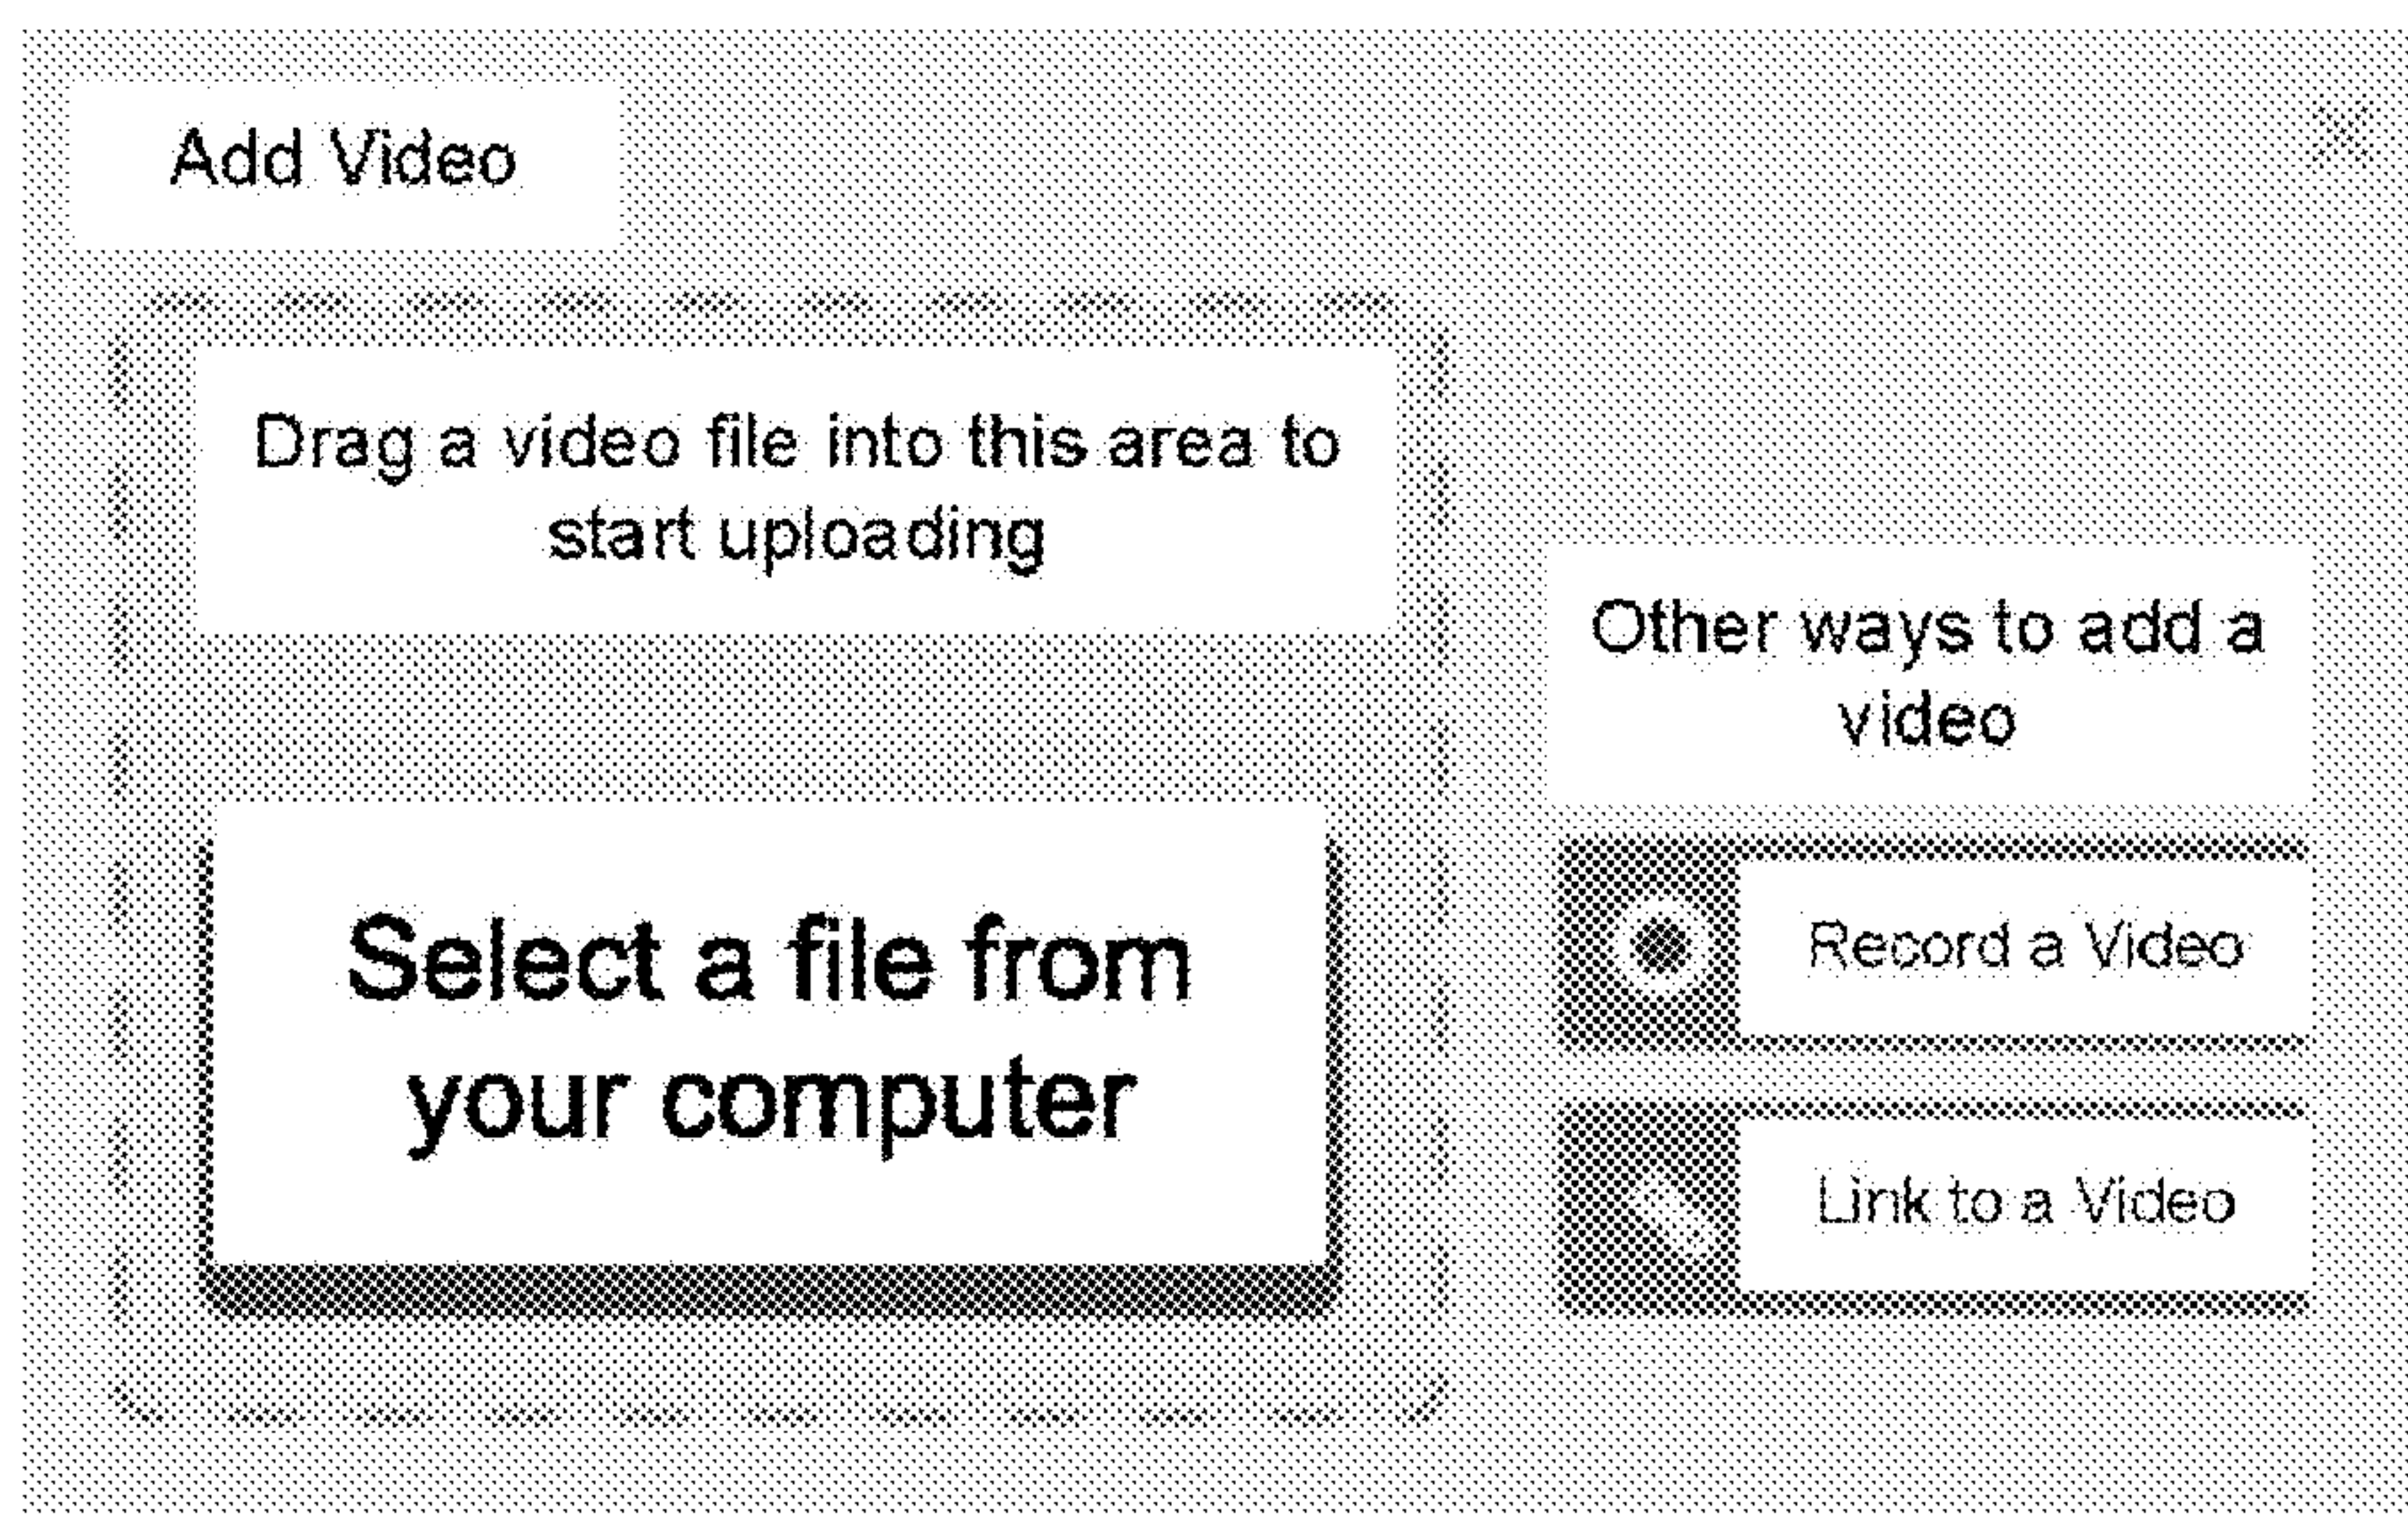 Add Video
Drag a video file into this area to
start uploading
Select a file from
your computer
Other ways to add a
video
Record a Video
Link to a Video